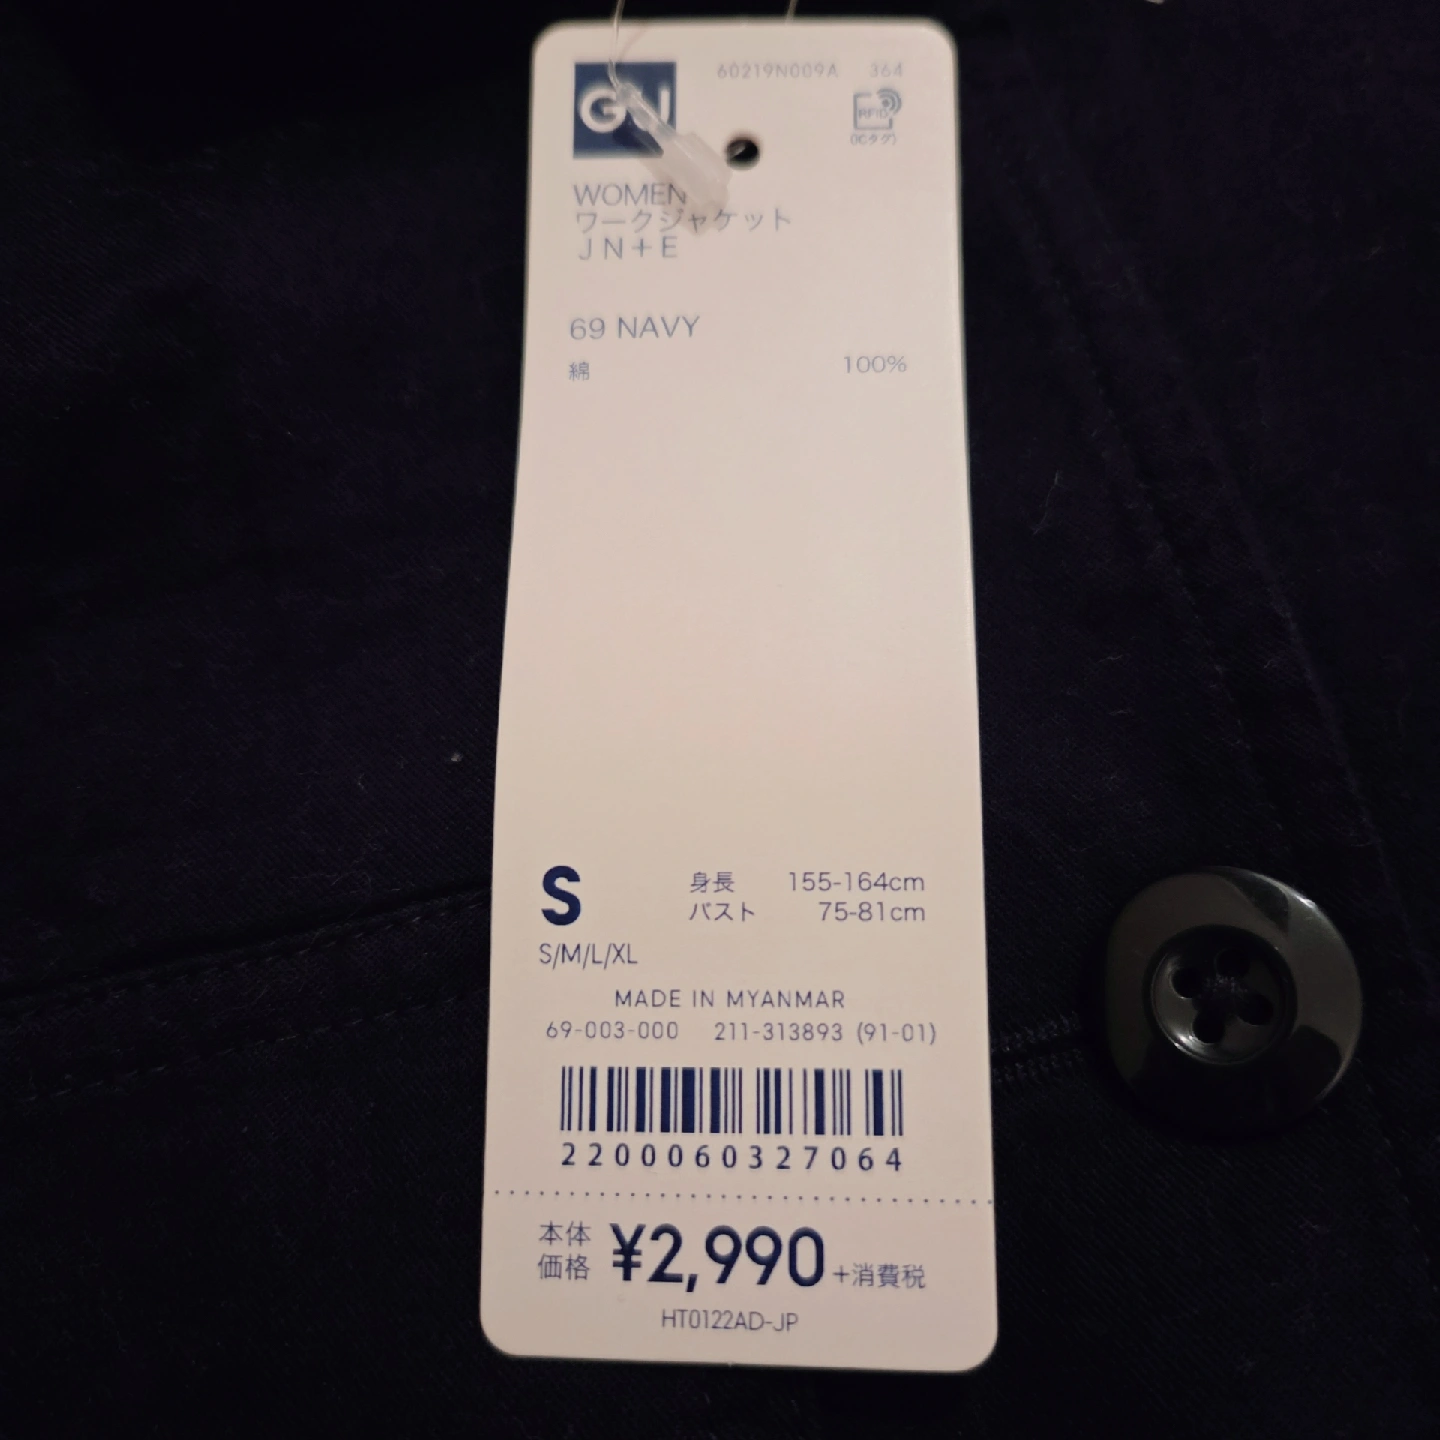 GU
60219N009A 364
RFID
(ICタグ)
WOMEN
ワークジャケット
JN+E
69 NAVY
綿 100%
S 身長 155-164cm
バスト 75-81cm
S/M/L/XL
MADE IN MYANMAR
69-003-000 211-313893 (91-01)
2200060327064
本体価格 ¥2,990+消費税
HT0122AD-JP